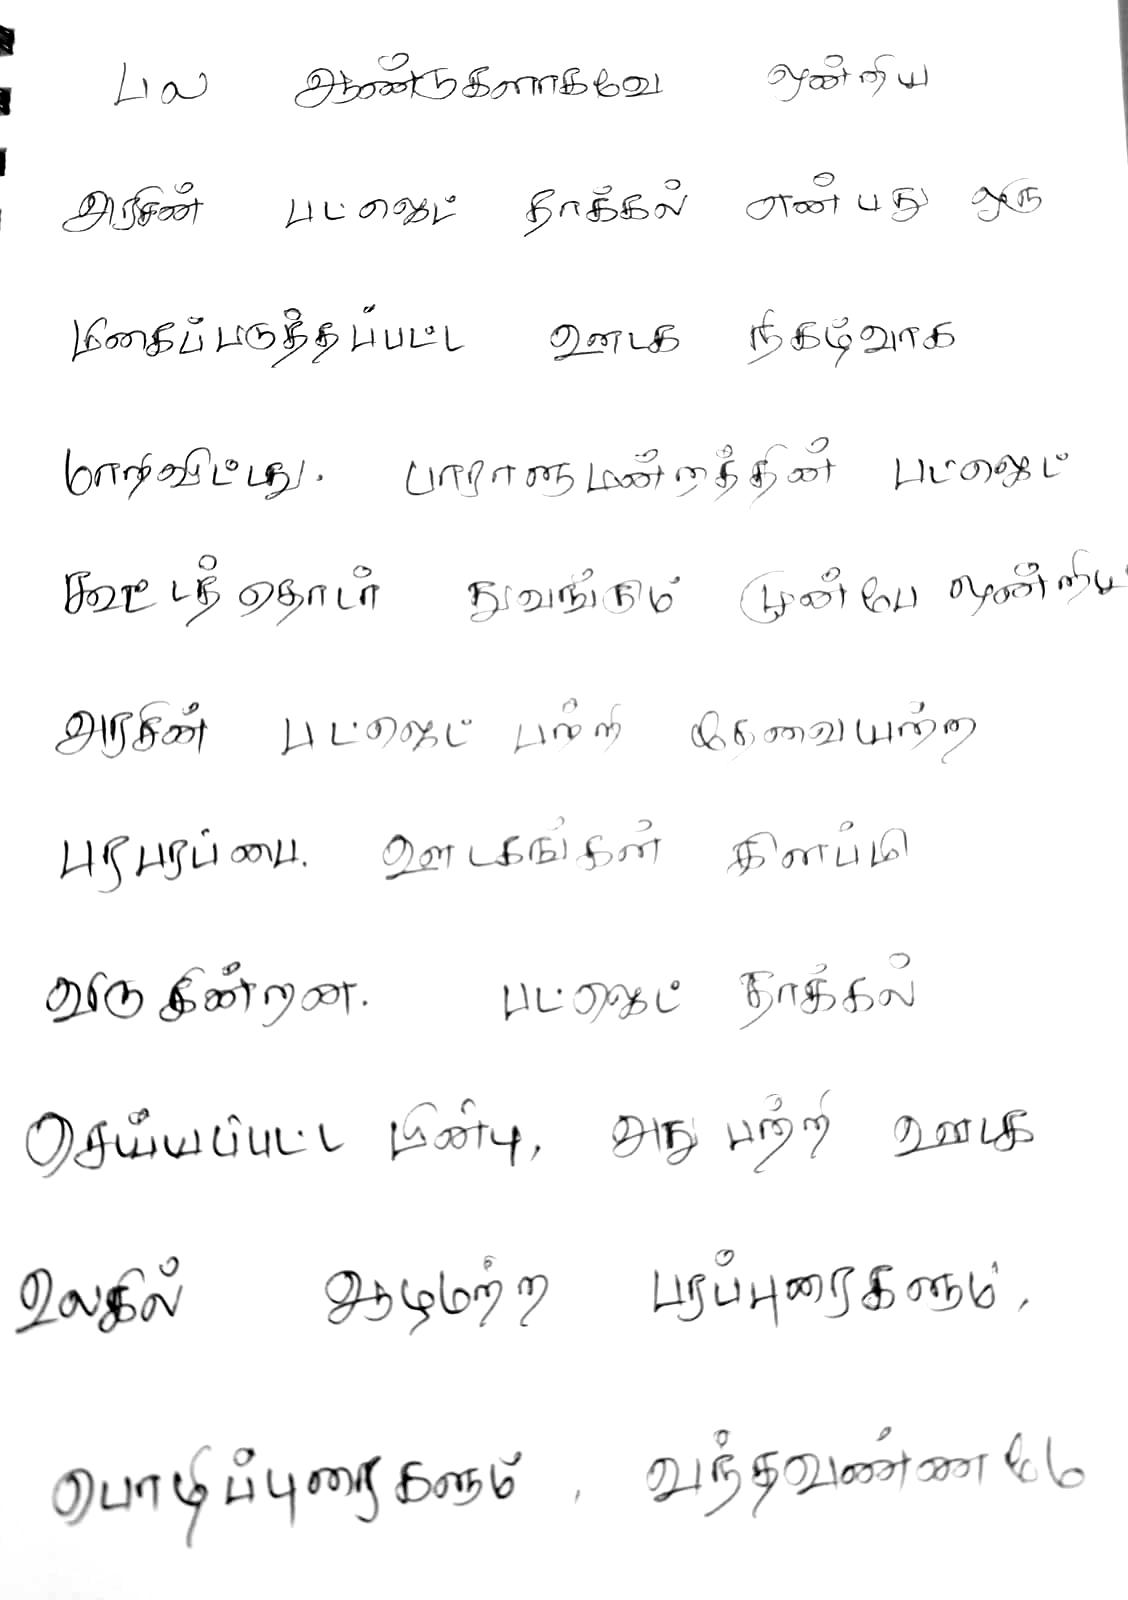 பல ஆண்டுகளாகவே ஒன்றிய
அரசின் பட்ஜெட் தாக்கல் என்பது ஒரு
மிகைப்படுத்தப்பட்ட ஊடக நிகழ்வாக
மாறிவிட்டது. பாராளுமன்றத்தின் பட்ஜெட்
கூட்டத் தொடர் துவங்கும் முன்பே ஒன்றிய
அரசின் பட்ஜெட் பற்றி தேவையற்ற
பரபரப்பை. ஊடகங்கள் கிளப்பி
வருகின்றன. பட்ஜெட் தாக்கல்
செய்யப்பட்ட பின்பு, அது பற்றி ஊடக
உலகில் ஆழமற்ற பரப்புரைகளும்,
பொழிப்புரைகளும் , வந்தவண்ணமே